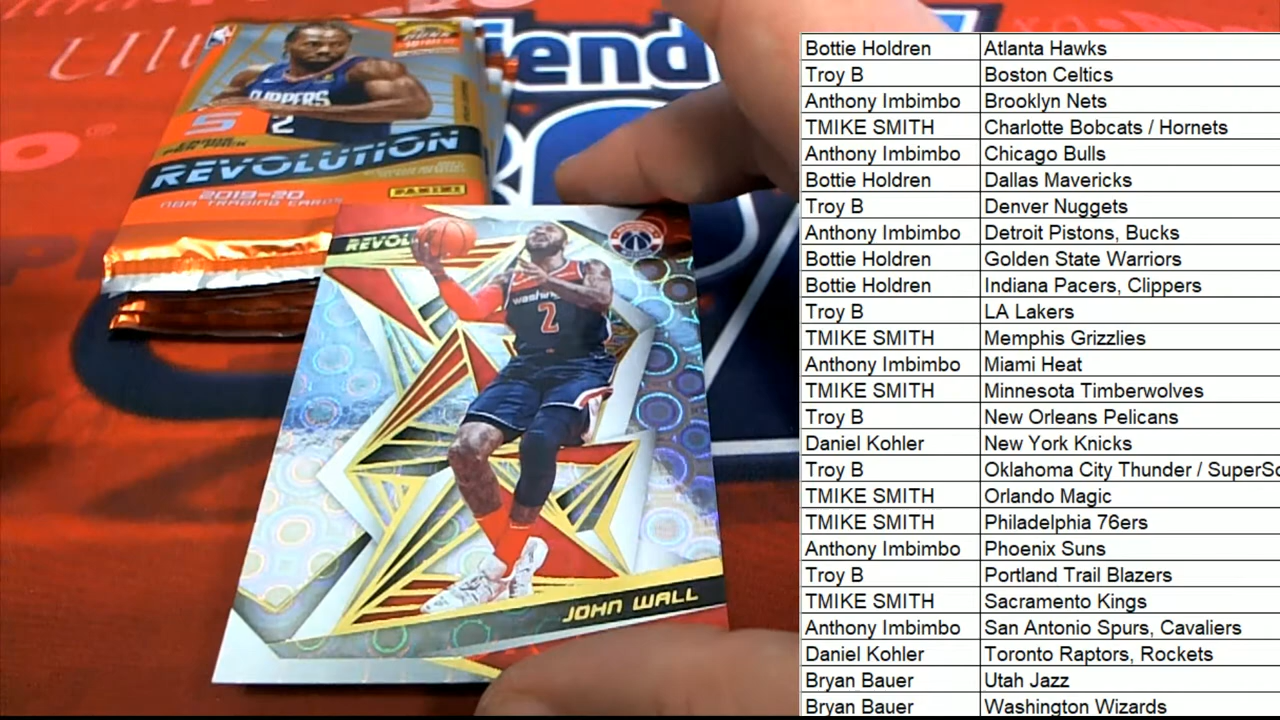 CLIPPERS
2
5
REVOLUTION
2019-20
NBA TRADING CARDS
PANINI
end
REVOL
washing
2
JOHN WALL
Bottie Holdren Atlanta Hawks
Troy B Boston Celtics
Anthony Imbimbo Brooklyn Nets
TMIKE SMITH Charlotte Bobcats / Hornets
Anthony Imbimbo Chicago Bulls
Bottie Holdren Dallas Mavericks
Troy B Denver Nuggets
Anthony Imbimbo Detroit Pistons, Bucks
Bottie Holdren Golden State Warriors
Bottie Holdren Indiana Pacers, Clippers
Troy B LA Lakers
TMIKE SMITH Memphis Grizzlies
Anthony Imbimbo Miami Heat
TMIKE SMITH Minnesota Timberwolves
Troy B New Orleans Pelicans
Daniel Kohler New York Knicks
Troy B Oklahoma City Thunder / SuperSo
TMIKE SMITH Orlando Magic
TMIKE SMITH Philadelphia 76ers
Anthony Imbimbo Phoenix Suns
Troy B Portland Trail Blazers
TMIKE SMITH Sacramento Kings
Anthony Imbimbo San Antonio Spurs, Cavaliers
Daniel Kohler Toronto Raptors, Rockets
Bryan Bauer Utah Jazz
Bryan Bauer Washington Wizards